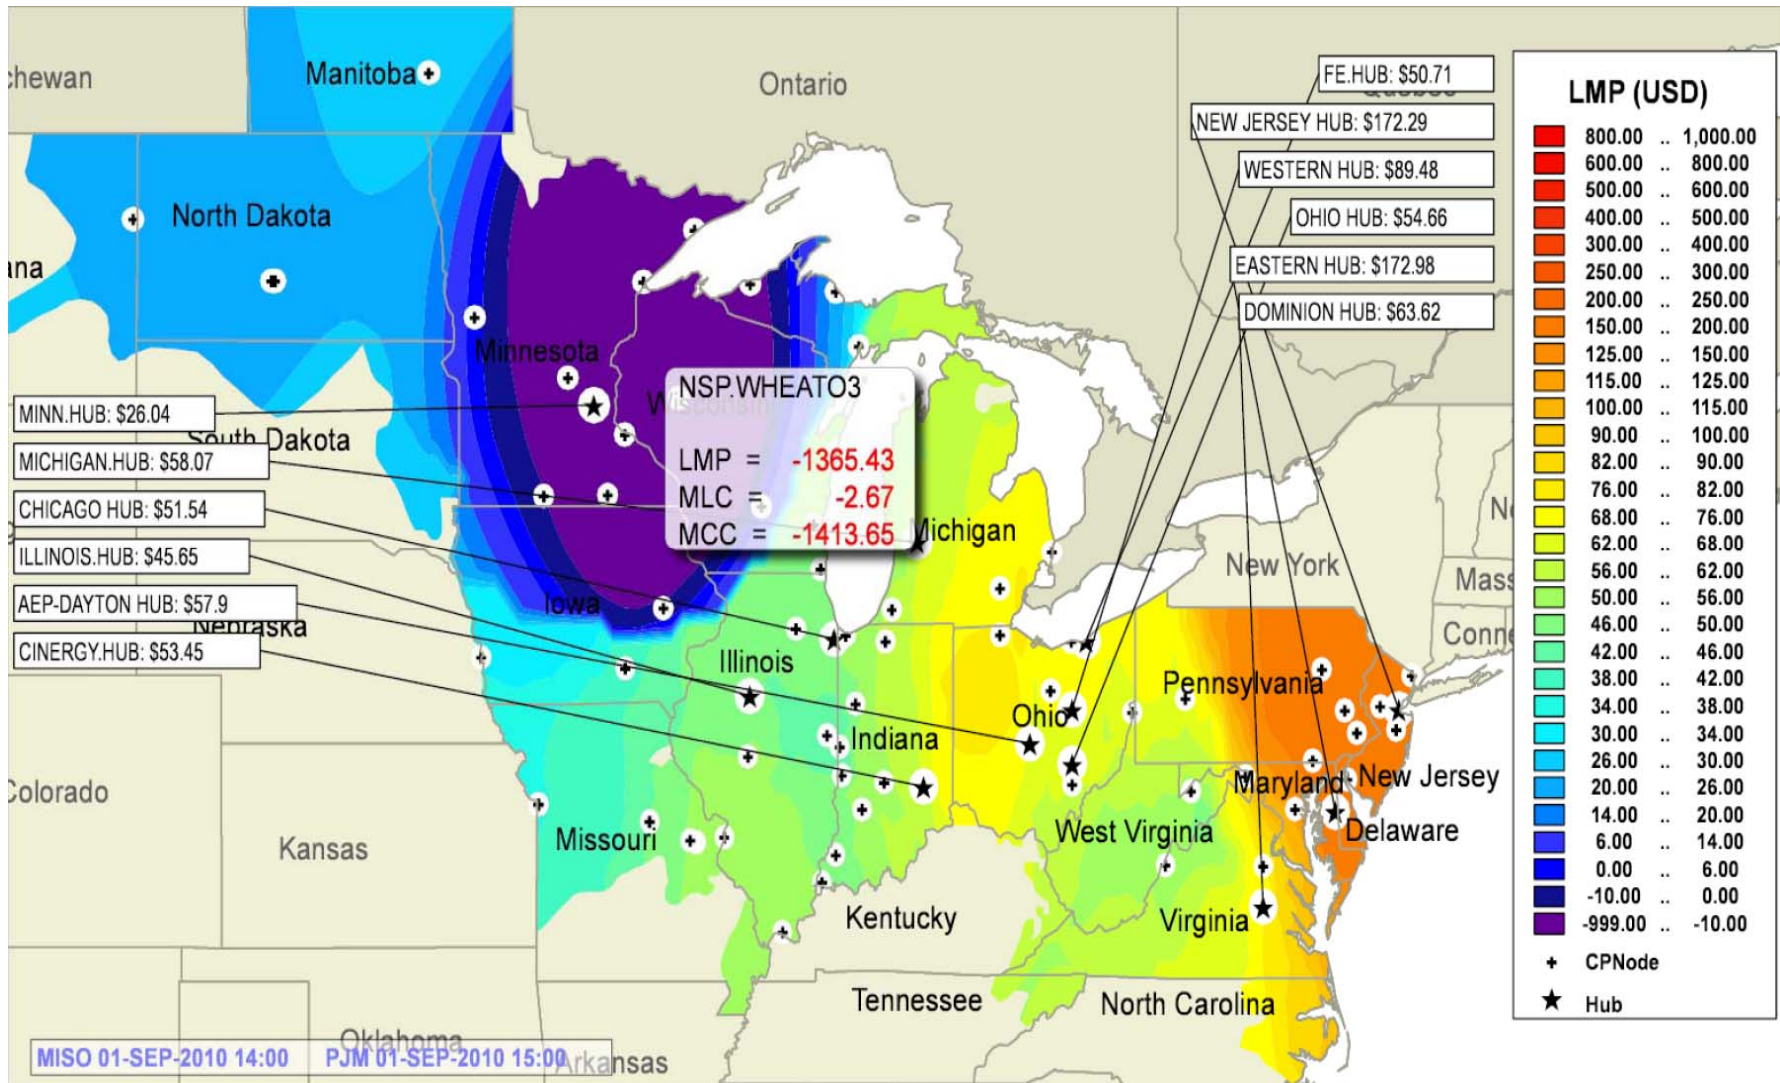 chewan
Manitoba
Ontario
Quebec
North Dakota
ana
Minnesota
Wisconsin
South Dakota
Michigan
New York
Mass
Conne
Iowa
Nebraska
Illinois
Pennsylvania
Ohio
Indiana
Colorado
Maryland
New Jersey
Kansas
Missouri
West Virginia
Delaware
Kentucky
Virginia
Tennessee
North Carolina
Oklahoma
Arkansas
MINN.HUB: $26.04
MICHIGAN.HUB: $58.07
CHICAGO HUB: $51.54
ILLINOIS.HUB: $45.65
AEP-DAYTON HUB: $57.9
CINERGY.HUB: $53.45
NSP.WHEATO3
LMP = -1365.43
MLC = -2.67
MCC = -1413.65
FE.HUB: $50.71
NEW JERSEY HUB: $172.29
WESTERN HUB: $89.48
OHIO HUB: $54.66
EASTERN HUB: $172.98
DOMINION HUB: $63.62
LMP (USD)
800.00 .. 1,000.00
600.00 .. 800.00
500.00 .. 600.00
400.00 .. 500.00
300.00 .. 400.00
250.00 .. 300.00
200.00 .. 250.00
150.00 .. 200.00
125.00 .. 150.00
115.00 .. 125.00
100.00 .. 115.00
90.00 .. 100.00
82.00 .. 90.00
76.00 .. 82.00
68.00 .. 76.00
62.00 .. 68.00
56.00 .. 62.00
50.00 .. 56.00
46.00 .. 50.00
42.00 .. 46.00
38.00 .. 42.00
34.00 .. 38.00
30.00 .. 34.00
26.00 .. 30.00
20.00 .. 26.00
14.00 .. 20.00
6.00 .. 14.00
0.00 .. 6.00
-10.00 .. 0.00
-999.00 .. -10.00
CPNode
Hub
MISO 01-SEP-2010 14:00 PJM 01-SEP-2010 15:00